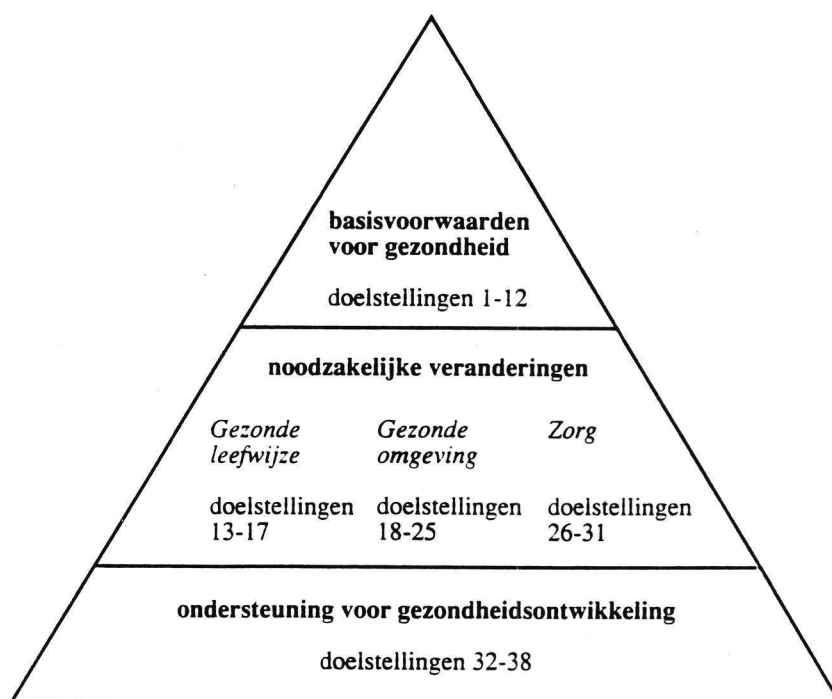 basisvoorwaarden
voor gezondheid
doelstellingen 1-12
noodzakelijke veranderingen
Gezonde
leefwijze
doelstellingen
13-17
Gezonde
omgeving
doelstellingen
18-25
Zorg
doelstellingen
26-31
ondersteuning voor gezondheidsontwikkeling
doelstellingen 32-38